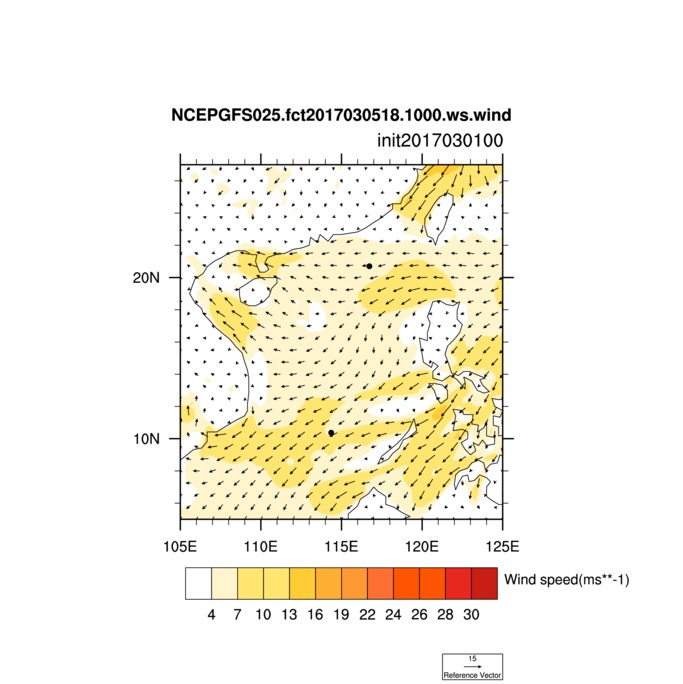 NCEPGFS025.fct2017030518.1000.ws.wind
init2017030100
20N
10N
105E 110E 115E 120E 125E
Wind speed(ms**-1)
4 7 10 13 16 19 22 24 26 28 30
15
Reference Vector